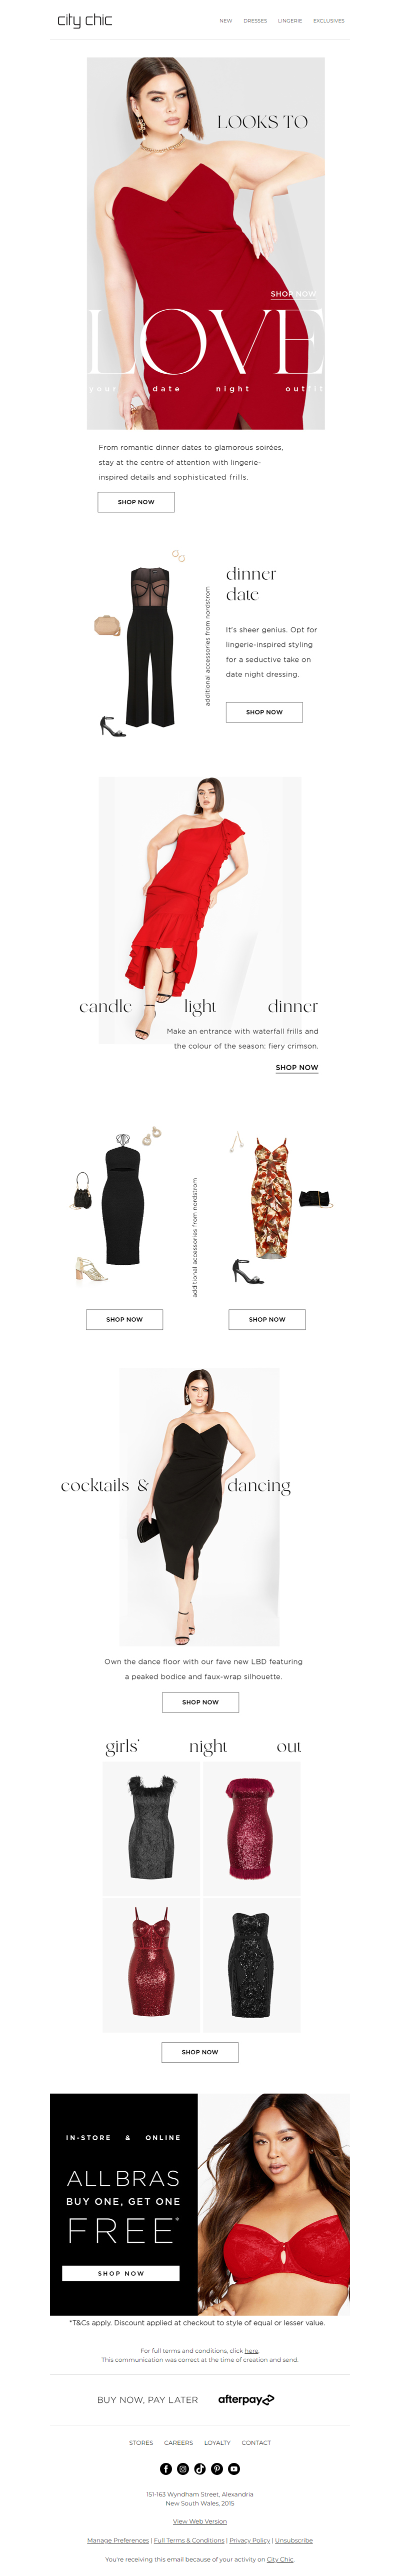 city chic
NEW DRESSES LINGERIE EXCLUSIVES
LOOKS TO
SHOP NOW
LOVE
your date night outfit
From romantic dinner dates to glamorous soirées,
stay at the centre of attention with lingerie-
inspired details and sophisticated frills.
SHOP NOW
additional accessories from nordstrom
dinner
date
It's sheer genius. Opt for
lingerie-inspired styling
for a seductive take on
date night dressing.
SHOP NOW
candle light dinner
Make an entrance with waterfall frills and
the colour of the season: fiery crimson.
SHOP NOW
additional accessories from nordstrom
SHOP NOW
SHOP NOW
cocktails & dancing
Own the dance floor with our fave new LBD featuring
a peaked bodice and faux-wrap silhouette.
SHOP NOW
girls' night out
SHOP NOW
IN-STORE & ONLINE
ALL BRAS
BUY ONE, GET ONE
FREE*
SHOP NOW
*T&Cs apply. Discount applied at checkout to style of equal or lesser value.
For full terms and conditions, click here.
This communication was correct at the time of creation and send.
BUY NOW, PAY LATER afterpay
STORES CAREERS LOYALTY CONTACT
151-163 Wyndham Street, Alexandria
New South Wales, 2015
View Web Version
Manage Preferences | Full Terms & Conditions | Privacy Policy | Unsubscribe
You're receiving this email because of your activity on City Chic.